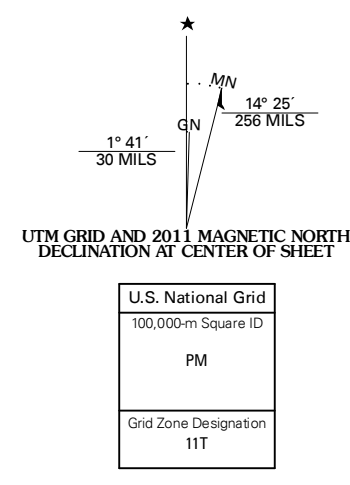 ★
MN
GN
14° 25´
256 MILS
1° 41´
30 MILS
UTM GRID AND 2011 MAGNETIC NORTH
DECLINATION AT CENTER OF SHEET
U.S. National Grid
100,000-m Square ID
PM
Grid Zone Designation
11T